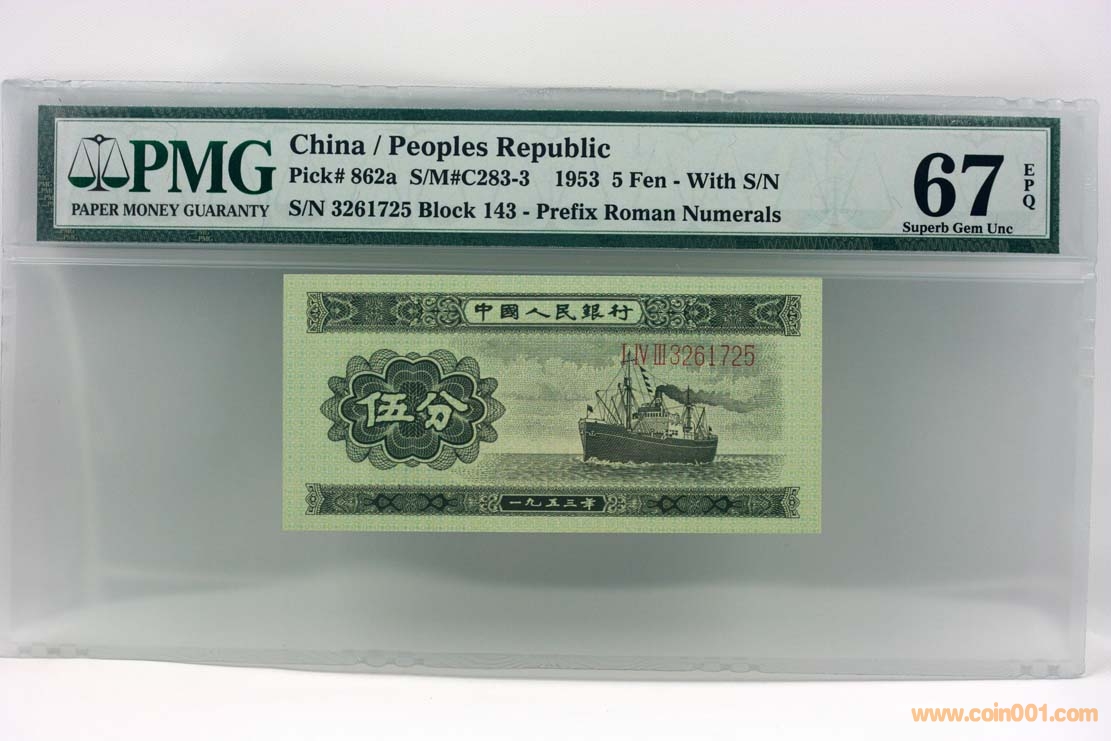 PMG
PAPER MONEY GUARANTY
China / Peoples Republic
Pick# 862a S/M#C283-3 1953 5 Fen - With S/N
S/N 3261725 Block 143 - Prefix Roman Numerals
67
EPQ
Superb Gem Unc
中國人民銀行
I IV III 3261725
伍分
一九五三年
www.coin001.com